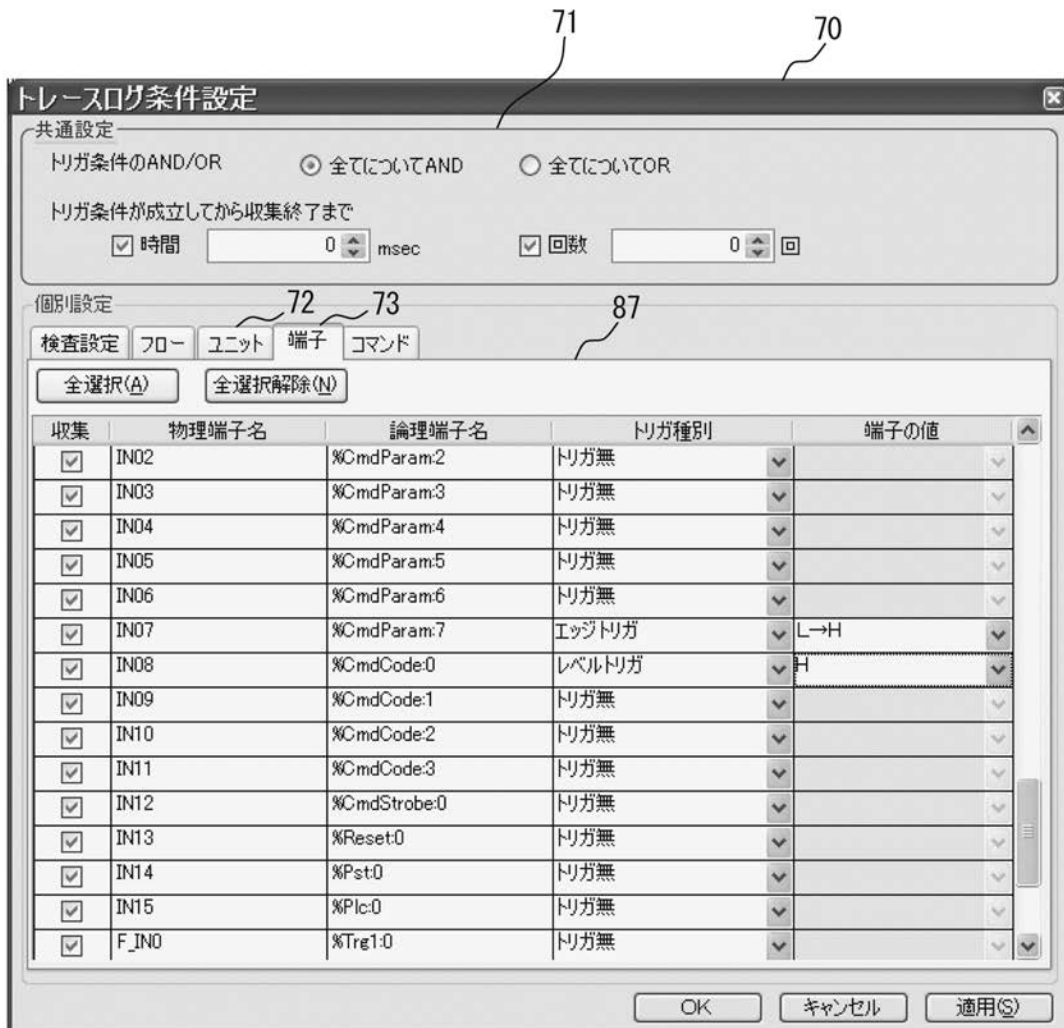 71
70
トレースログ条件設定
共通設定
トリガ条件のAND/OR 全てについてAND 全てについてOR
トリガ条件が成立してから収集終了まで
時間 0 msec 回数 0 回
個別設定
72 73 87
検査設定 フロー ユニット 端子 コマンド
全選択(A) 全選択解除(N)
収集 物理端子名 論理端子名 トリガ種別 端子の値
IN02 %CmdParam:2 トリガ無
IN03 %CmdParam:3 トリガ無
IN04 %CmdParam:4 トリガ無
IN05 %CmdParam:5 トリガ無
IN06 %CmdParam:6 トリガ無
IN07 %CmdParam:7 エッジトリガ L→H
IN08 %CmdCode:0 レベルトリガ H
IN09 %CmdCode:1 トリガ無
IN10 %CmdCode:2 トリガ無
IN11 %CmdCode:3 トリガ無
IN12 %CmdStrobe:0 トリガ無
IN13 %Reset:0 トリガ無
IN14 %Pst:0 トリガ無
IN15 %Plc:0 トリガ無
F_IN0 %Trg1:0 トリガ無
OK キャンセル 適用(S)